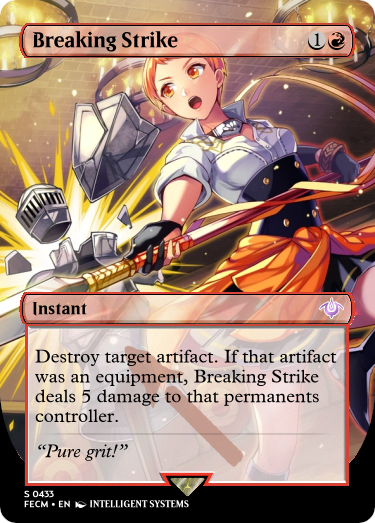 Breaking Strike 1
Instant
Destroy target artifact. If that artifact
was an equipment, Breaking Strike
deals 5 damage to that permanents
controller.
“Pure grit!”
S 0433
FECM • EN INTELLIGENT SYSTEMS